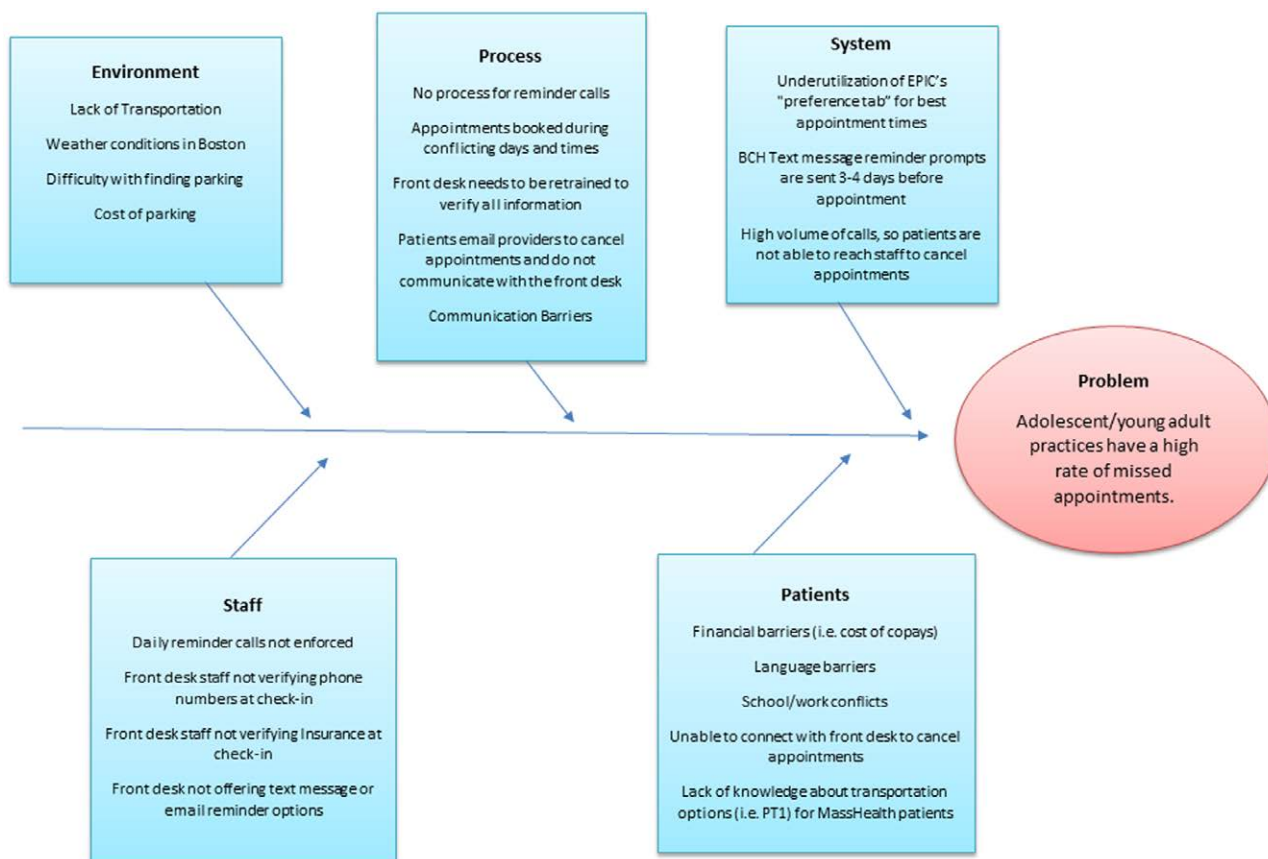 Environment
Lack of Transportation
Weather conditions in Boston
Difficulty with finding parking
Cost of parking
Process
No process for reminder calls
Appointments booked during
conflicting days and times
Front desk needs to be retrained to
verify all information
Patients email providers to cancel
appointments and do not
communicate with the front desk
Communication Barriers
System
Underutilization of EPIC's
"preference tab" for best
appointment times
BCH Text message reminder prompts
are sent 3-4 days before
appointment
High volume of calls, so patients are
not able to reach staff to cancel
appointments
Problem
Adolescent/young adult
practices have a high
rate of missed
appointments.
Staff
Daily reminder calls not enforced
Front desk staff not verifying phone
numbers at check-in
Front desk staff not verifying Insurance at
check-in
Front desk not offering text message or
email reminder options
Patients
Financial barriers (i.e. cost of copays)
Language barriers
School/work conflicts
Unable to connect with front desk to cancel
appointments
Lack of knowledge about transportation
options (i.e. PT1) for MassHealth patients